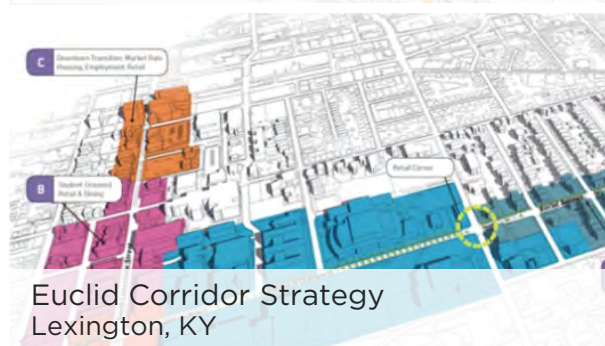 C
Downtown Transition: Market Rate
Housing, Employment, Retail
B
Student Oriented
Retail & Dining
Retail Corner
Euclid Corridor Strategy
Lexington, KY